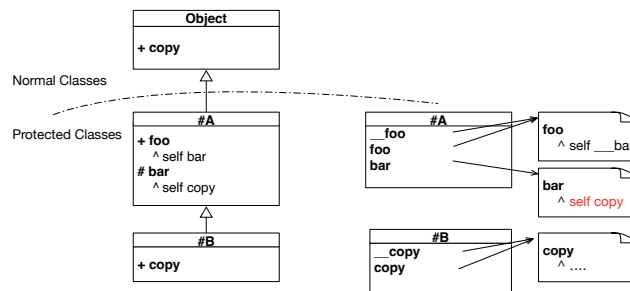 Object
+ copy
Normal Classes
Protected Classes
#A
+ foo
^ self bar
# bar
^ self copy
#B
+ copy
#A
__foo
foo
bar
#B
__copy
copy
foo
^ self ___ba
bar
^ self copy
copy
^ ....